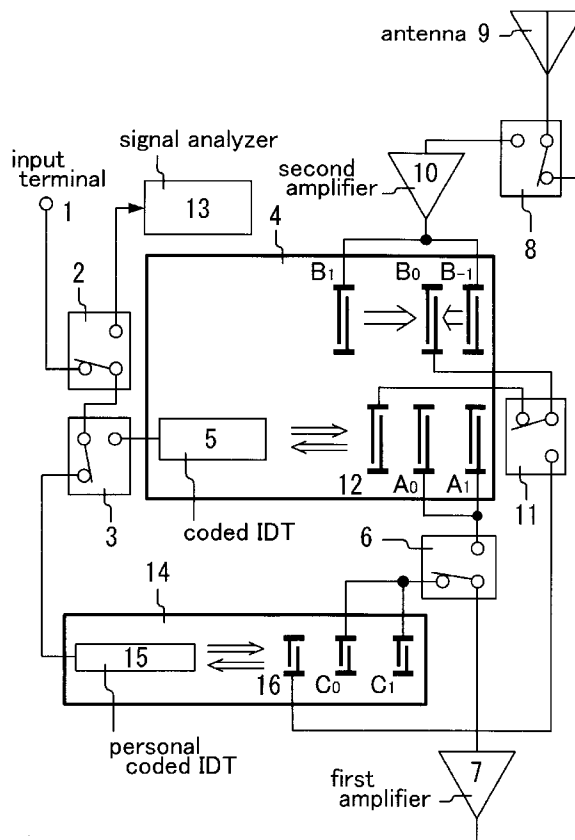 antenna 9
signal analyzer
input
terminal
second
amplifier
10
1
13
8
4
2
B1
B0
B-1
5
12
A0
A1
11
3
coded IDT
6
14
15
16
C0
C1
personal
coded IDT
7
first
amplifier